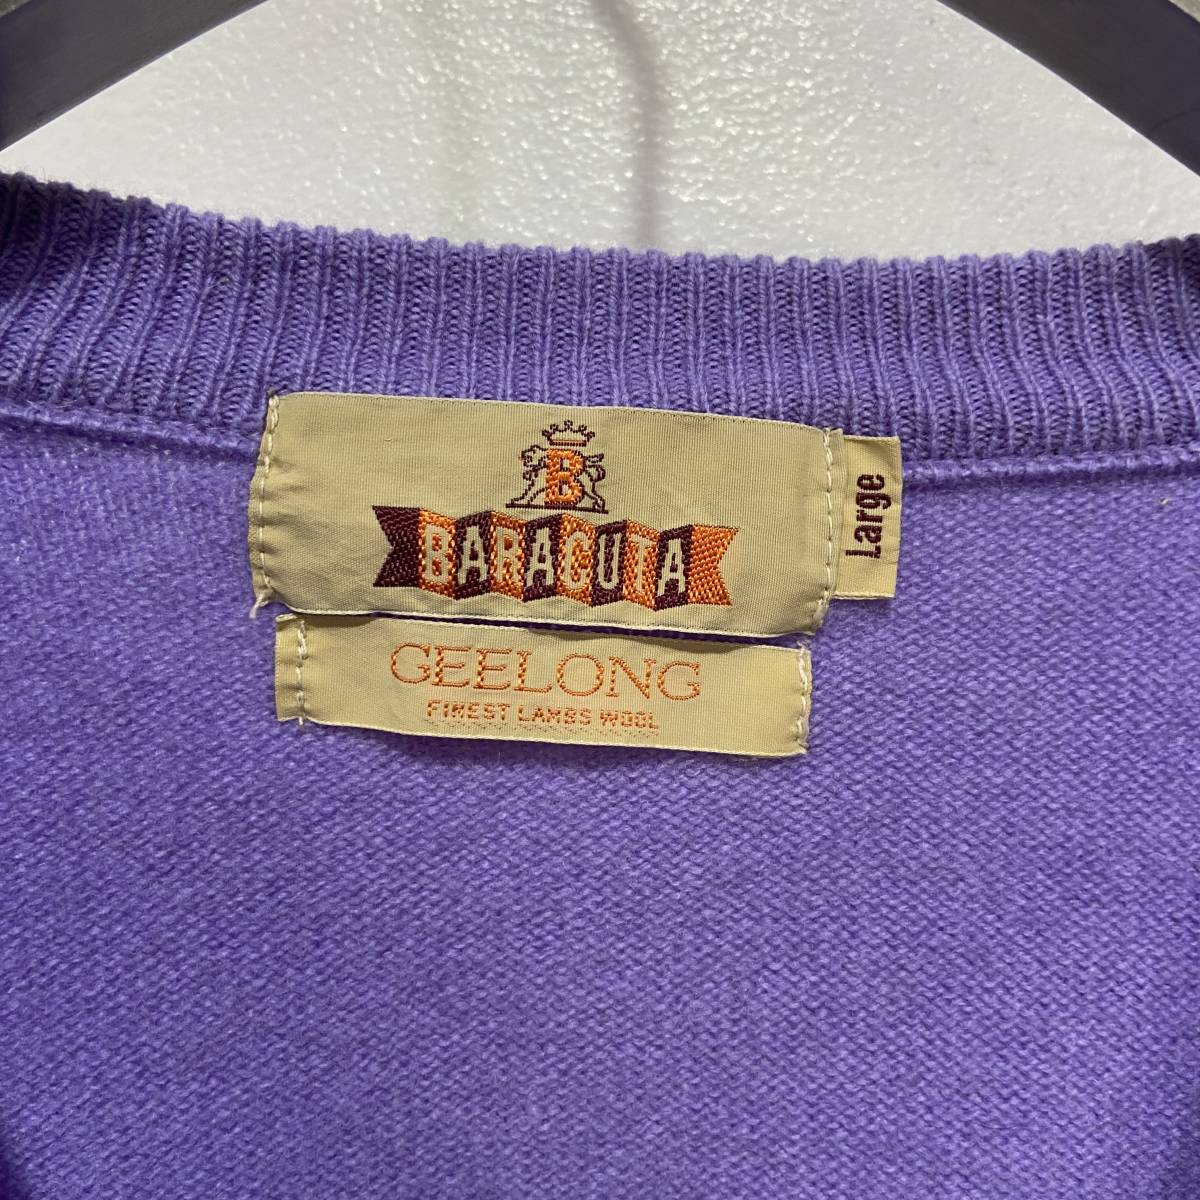 B
BARACUTA
Large
GEELONG
FINEST LAMBS WOOL